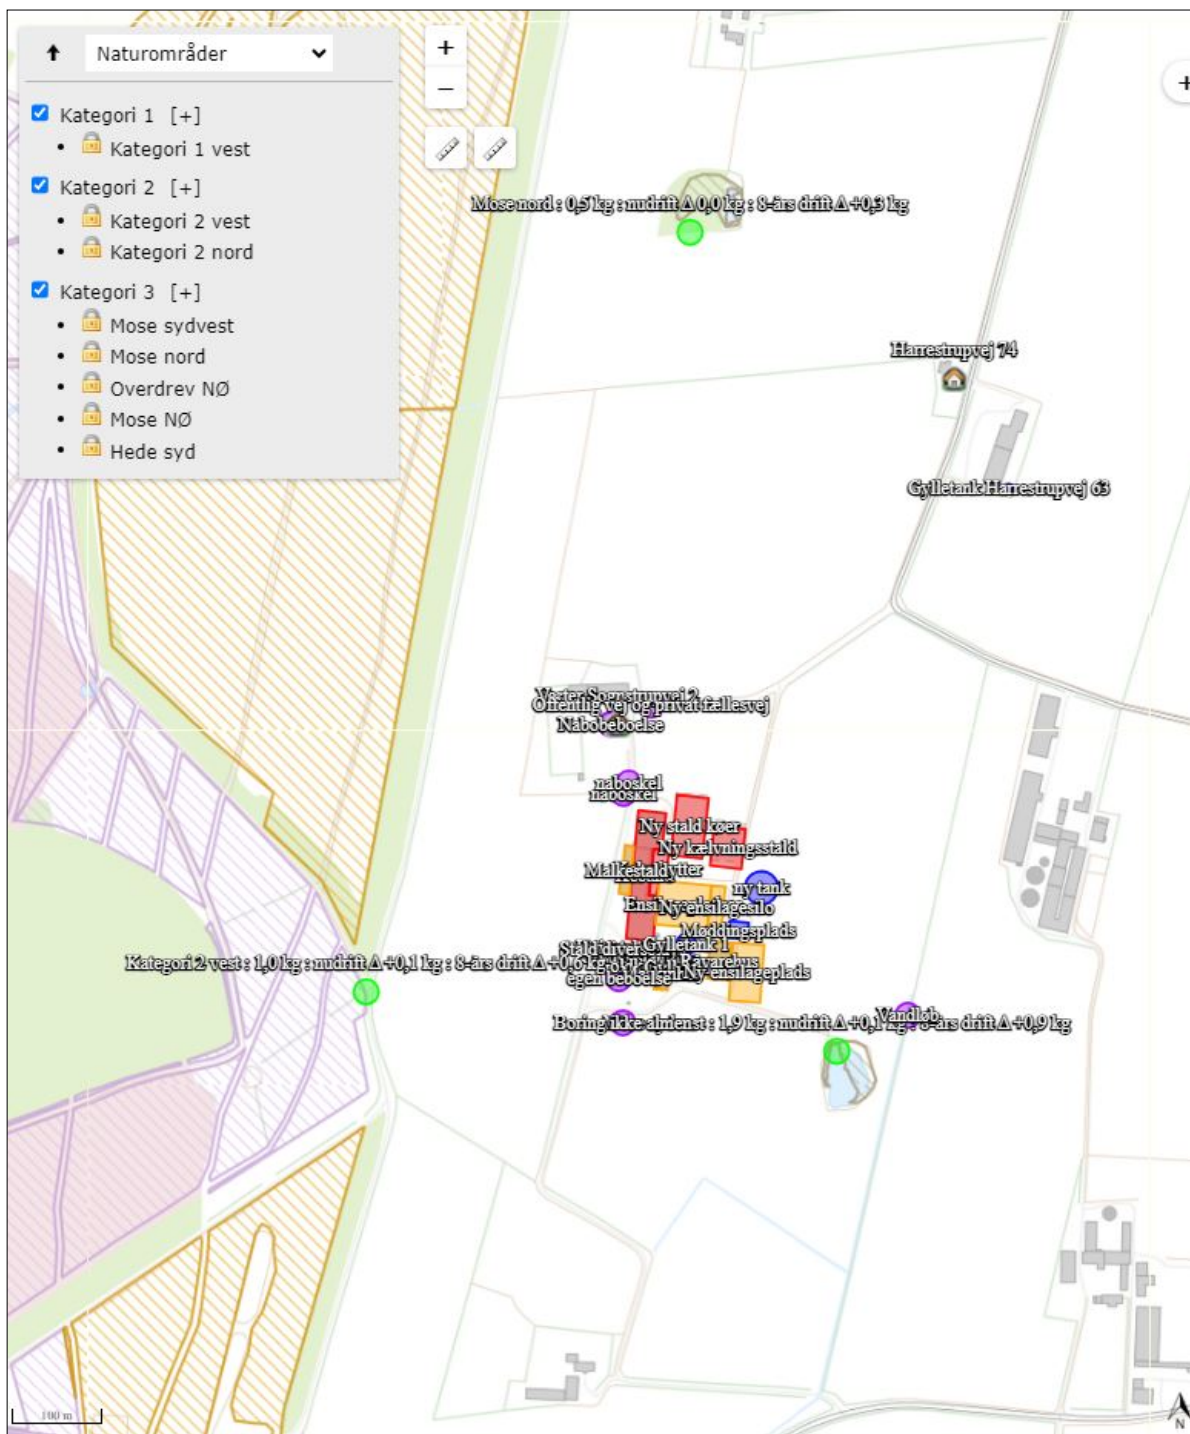 Naturområder
Kategori 1 [+]
Kategori 1 vest
Kategori 2 [+]
Kategori 2 vest
Kategori 2 nord
Kategori 3 [+]
Mose sydvest
Mose nord
Overdrev NØ
Mose NØ
Hede syd
+
−
+
Mose nord : 0,5 kg : nudrift Δ 0,0 kg : 8-års drift Δ +0,3 kg
Harrestrupvej 74
Gylletank Harrestrupvej 63
Vester Sognstrupvej 2
Offentlig vej og privat fællesvej
Nabobeboelse
naboskel
naboskel
Ny stald køer
Ny kælvningsstald
Malkestald
ny tank
Ny ensilagesilo
Møddingsplads
Gylletank 1
Stald diver
Råvarehus
Kategori 2 vest : 1,0 kg : nudrift Δ +0,1 kg : 8-års drift Δ +0,6 kg
Ny ensilageplads
egen beboelse
Vandløb
Boring ikke : 1,9 kg : nudrift Δ +0,1 kg : 8-års drift Δ +0,9 kg
100 m
N